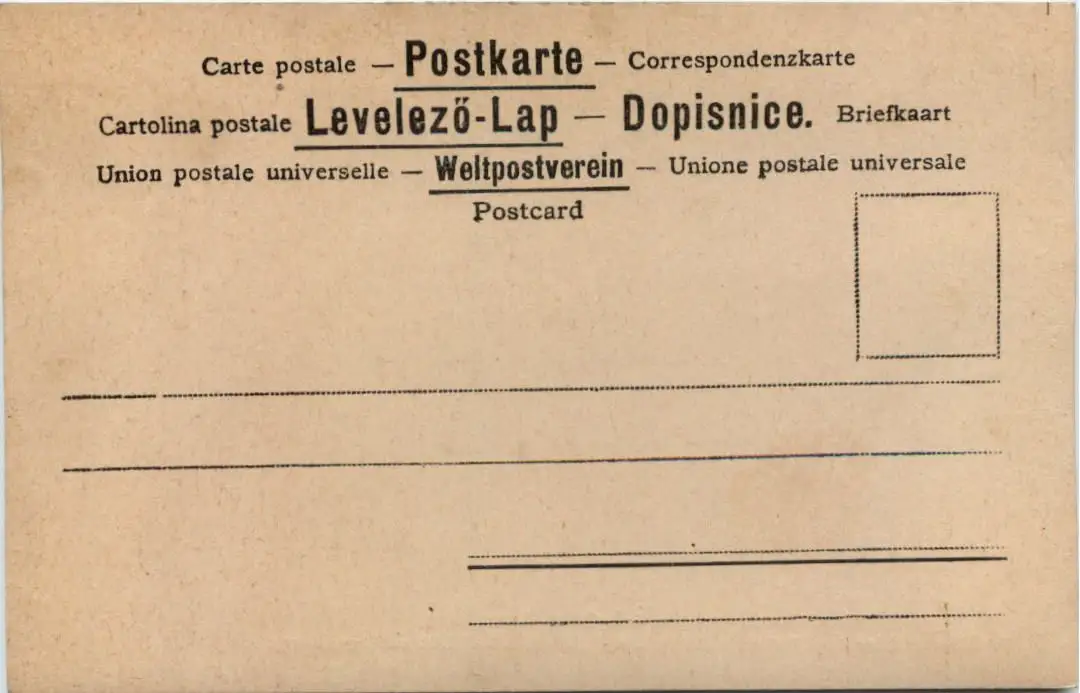 Carte postale — Postkarte — Correspondenzkarte
Cartolina postale Levelező-Lap — Dopisnice. Briefkaart
Union postale universelle — Weltpostverein — Unione postale universale
Postcard